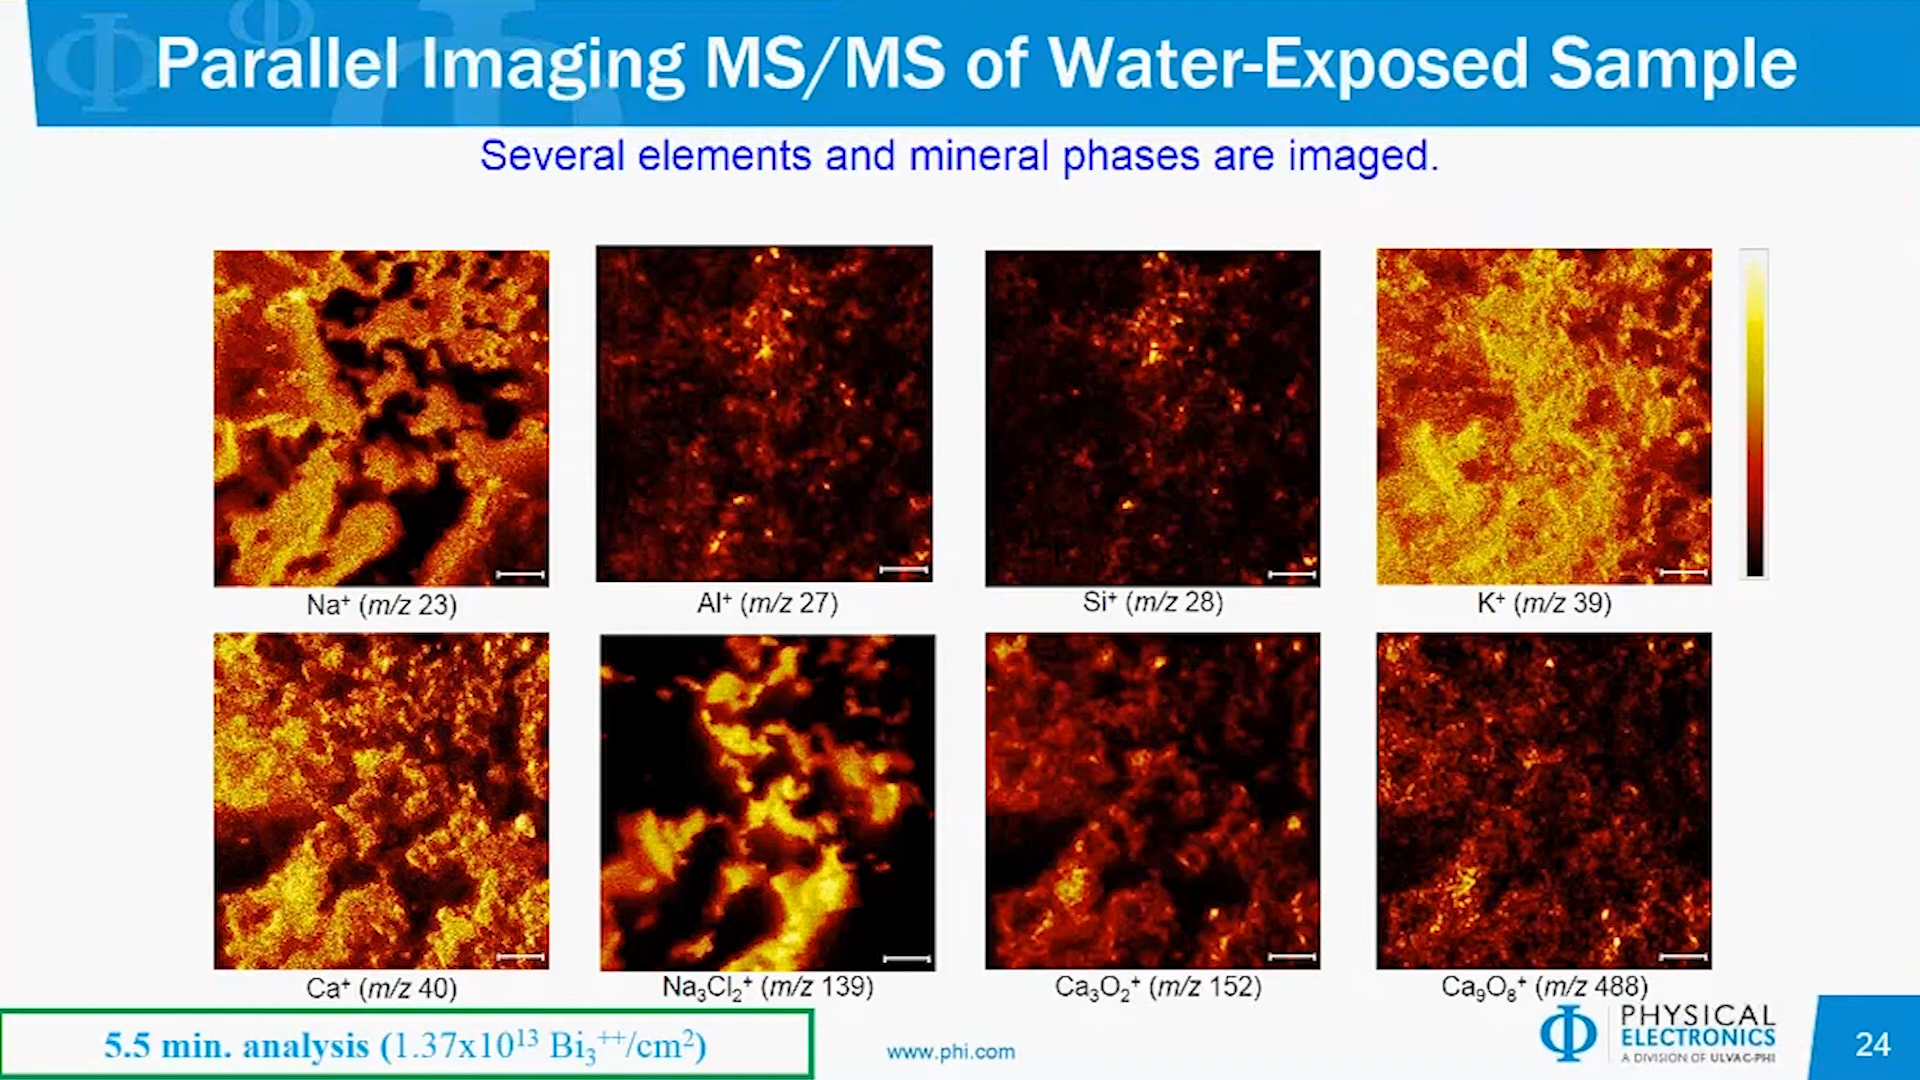 Parallel Imaging MS/MS of Water-Exposed Sample
Several elements and mineral phases are imaged.
Na⁺ (m/z 23)
Al⁺ (m/z 27)
Si⁺ (m/z 28)
K⁺ (m/z 39)
Ca⁺ (m/z 40)
Na₃Cl₂⁺ (m/z 139)
Ca₃O₂⁺ (m/z 152)
Ca₉O₈⁺ (m/z 488)
5.5 min. analysis (1.37x10¹³ Bi₃⁺⁺/cm²)
www.phi.com
PHYSICAL
ELECTRONICS
A DIVISION OF ULVAC-PHI
24